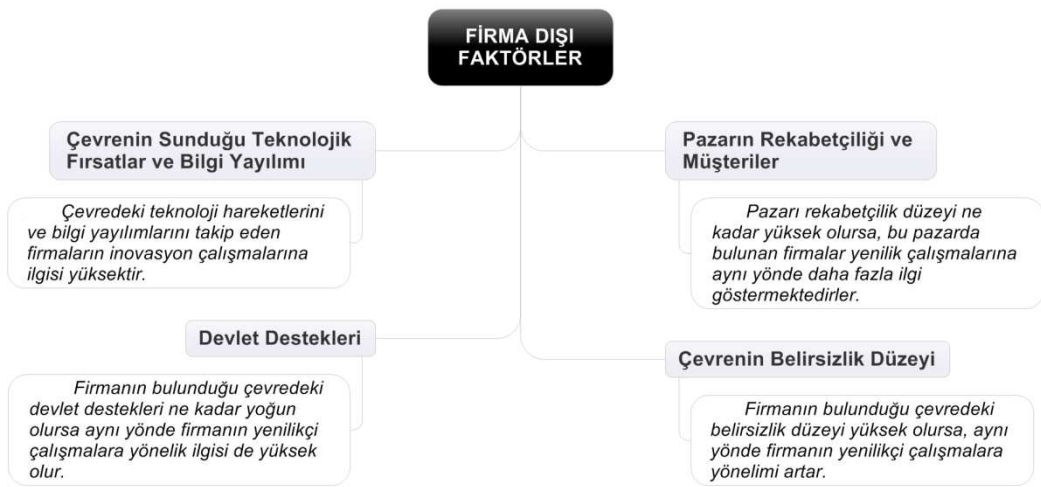 FİRMA DIŞI
FAKTÖRLER
Çevrenin Sunduğu Teknolojik
Fırsatlar ve Bilgi Yayılımı
Çevredeki teknoloji hareketlerini
ve bilgi yayılımlarını takip eden
firmaların inovasyon çalışmalarına
ilgisi yüksektir.
Pazarın Rekabetçiliği ve
Müşteriler
Pazarı rekabetçilik düzeyi ne
kadar yüksek olursa, bu pazarda
bulunan firmalar yenilik çalışmalarına
aynı yönde daha fazla ilgi
göstermektedirler.
Devlet Destekleri
Firmanın bulunduğu çevredeki
devlet destekleri ne kadar yoğun
olursa aynı yönde firmanın yenilikçi
çalışmalara yönelik ilgisi de yüksek
olur.
Çevrenin Belirsizlik Düzeyi
Firmanın bulunduğu çevredeki
belirsizlik düzeyi yüksek olursa, aynı
yönde firmanın yenilikçi çalışmalara
yönelimi artar.